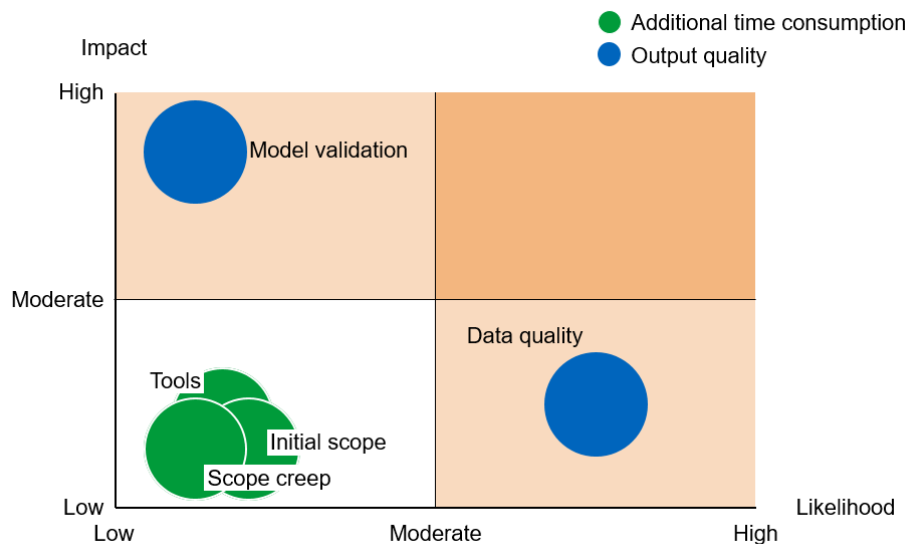 Additional time consumption
Output quality
Impact
High
Model validation
Moderate
Data quality
Tools
Initial scope
Scope creep
Low
Likelihood
Low
Moderate
High